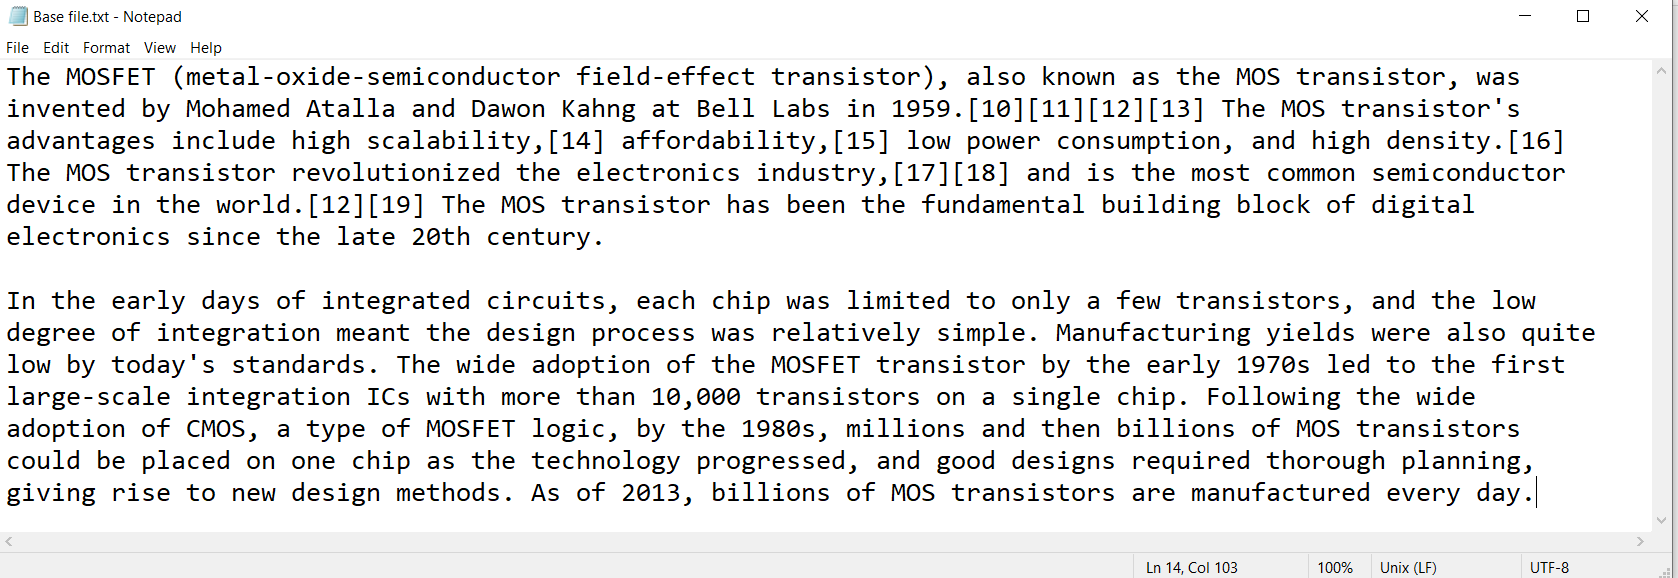 Base file.txt - Notepad
File Edit Format View Help
The MOSFET (metal-oxide-semiconductor field-effect transistor), also known as the MOS transistor, was
invented by Mohamed Atalla and Dawon Kahng at Bell Labs in 1959.[10][11][12][13] The MOS transistor's
advantages include high scalability,[14] affordability,[15] low power consumption, and high density.[16]
The MOS transistor revolutionized the electronics industry,[17][18] and is the most common semiconductor
device in the world.[12][19] The MOS transistor has been the fundamental building block of digital
electronics since the late 20th century.
In the early days of integrated circuits, each chip was limited to only a few transistors, and the low
degree of integration meant the design process was relatively simple. Manufacturing yields were also quite
low by today's standards. The wide adoption of the MOSFET transistor by the early 1970s led to the first
large-scale integration ICs with more than 10,000 transistors on a single chip. Following the wide
adoption of CMOS, a type of MOSFET logic, by the 1980s, millions and then billions of MOS transistors
could be placed on one chip as the technology progressed, and good designs required thorough planning,
giving rise to new design methods. As of 2013, billions of MOS transistors are manufactured every day.
Ln 14, Col 103 100% Unix (LF) UTF-8